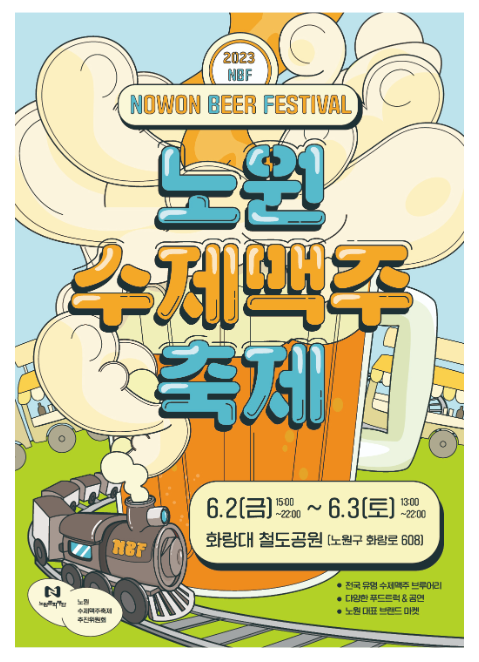 2023
NBF
NOWON BEER FESTIVAL
노원
수제맥주
축제
6.2(금) 15:00 ~22:00 ~ 6.3(토) 13:00 ~22:00
화랑대 철도공원 (노원구 화랑로 608)
NBF
• 전국 유명 수제맥주 브루어리
• 다양한 푸드트럭 & 공연
• 노원 대표 브랜드 마켓
노원
수제맥주축제
추진위원회